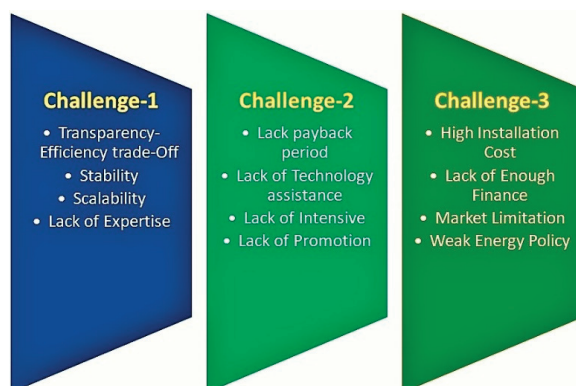 Challenge-1
• Transparency-
Efficiency trade-Off
• Stability
• Scalability
• Lack of Expertise
Challenge-2
• Lack payback
period
• Lack of Technology
assistance
• Lack of Intensive
• Lack of Promotion
Challenge-3
• High Installation
Cost
• Lack of Enough
Finance
• Market Limitation
• Weak Energy Policy